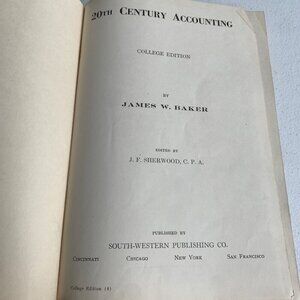 20TH CENTURY ACCOUNTING
COLLEGE EDITION
BY
JAMES W. BAKER
EDITED BY
J. F. SHERWOOD, C. P. A.
PUBLISHED BY
SOUTH-WESTERN PUBLISHING CO.
CINCINNATI CHICAGO NEW YORK SAN FRANCISCO
College Edition (4)